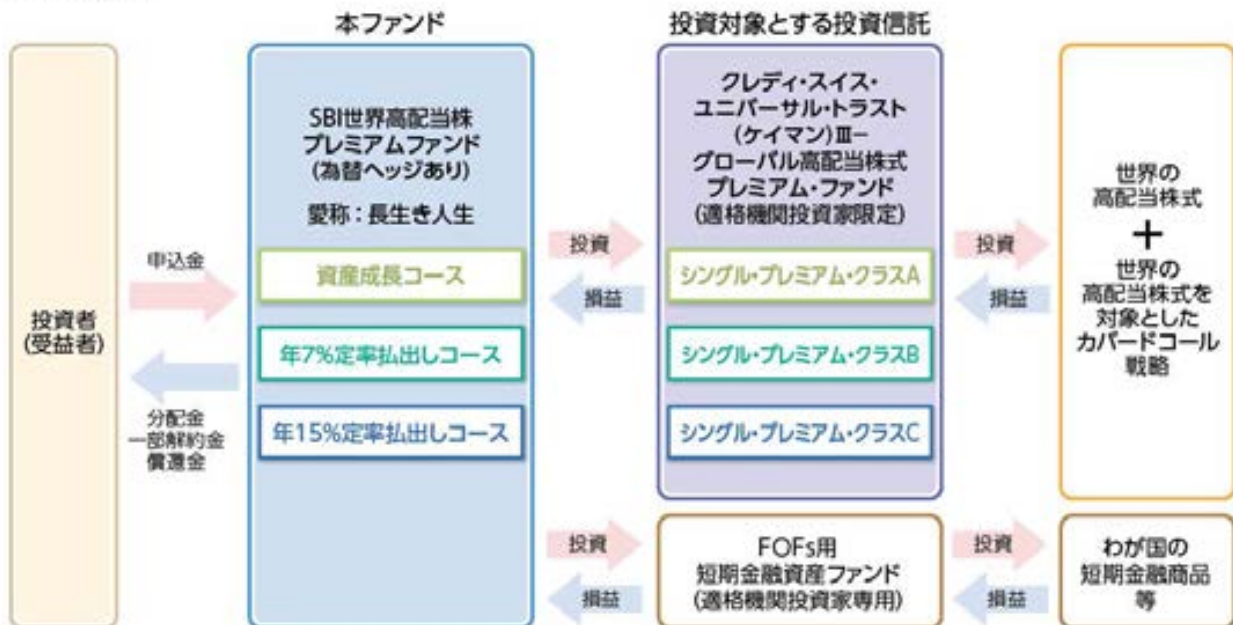 本ファンド
投資対象とする投資信託
投資者
(受益者)
申込金
分配金
一部解約金
償還金
SBI世界高配当株
プレミアムファンド
(為替ヘッジあり)
愛称:長生き人生
資産成長コース
年7%定率払出しコース
年15%定率払出しコース
投資
損益
クレディ・スイス・
ユニバーサル・トラスト
(ケイマン)Ⅲー
グローバル高配当株式
プレミアム・ファンド
(適格機関投資家限定)
シングル・プレミアム・クラスA
シングル・プレミアム・クラスB
シングル・プレミアム・クラスC
投資
損益
世界の
高配当株式
+
世界の
高配当株式を
対象とした
カバードコール
戦略
投資
損益
FOFs用
短期金融資産ファンド
(適格機関投資家専用)
投資
損益
わが国の
短期金融商品
等